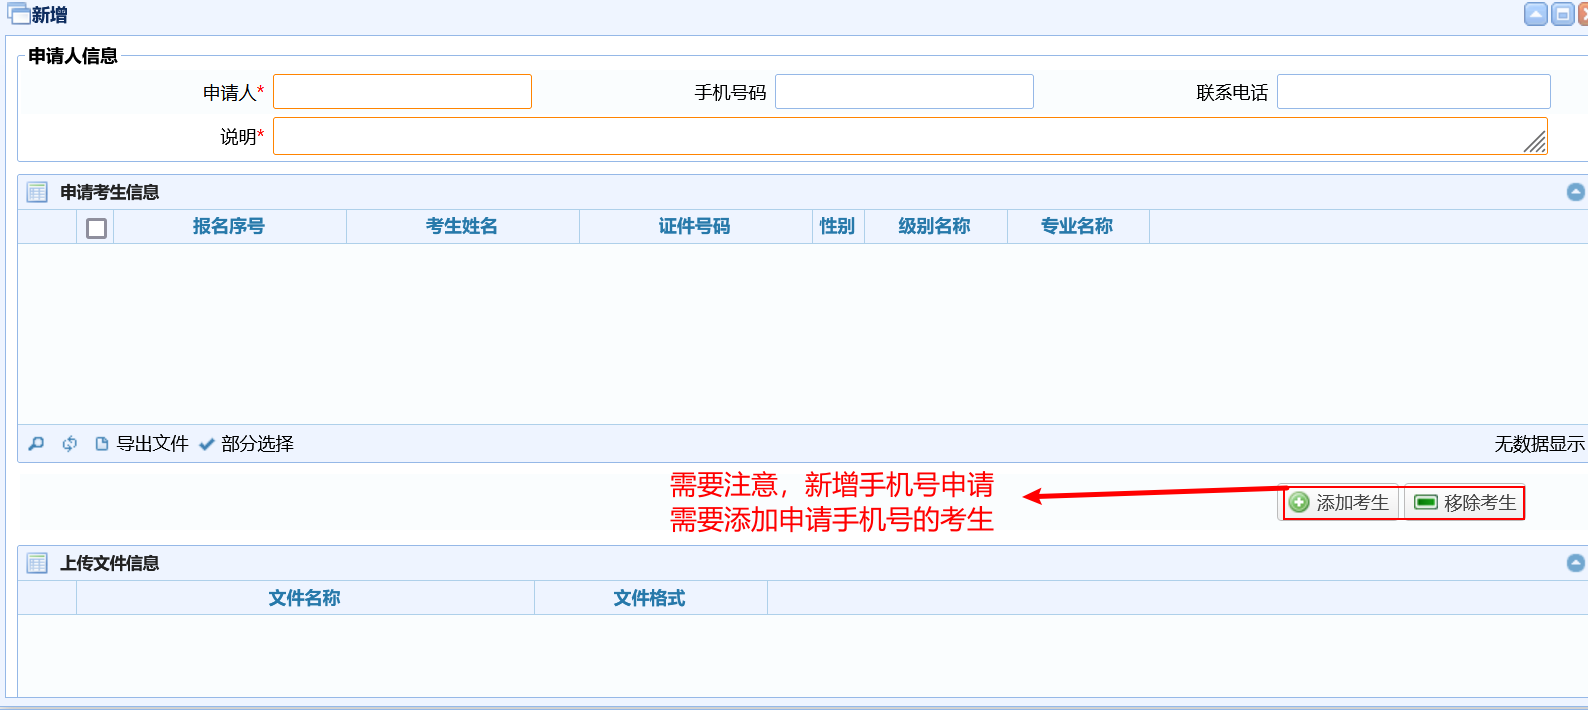 新增
申请人信息
申请人* 手机号码 联系电话
说明*
申请考生信息
报名序号 考生姓名 证件号码 性别 级别名称 专业名称
导出文件 部分选择 无数据显示
需要注意，新增手机号申请
需要添加申请手机号的考生
添加考生 移除考生
上传文件信息
文件名称 文件格式